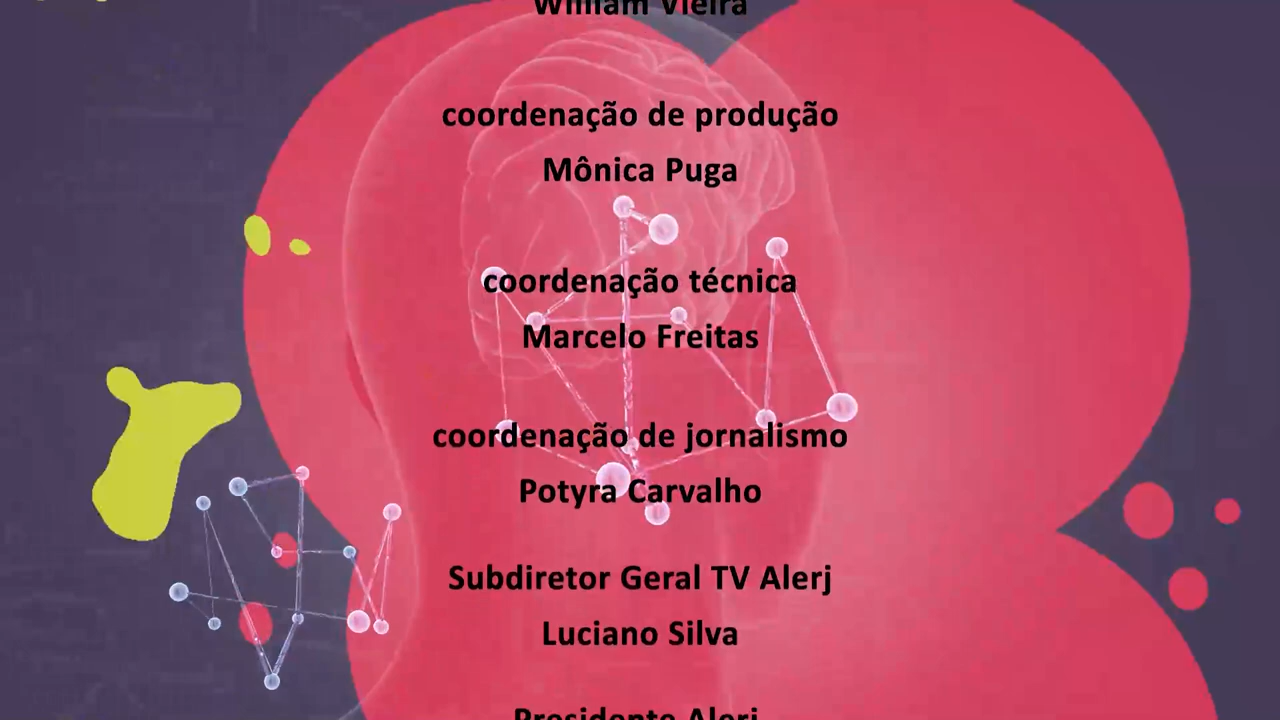 William Vieira
coordenação de produção
Mônica Puga
coordenação técnica
Marcelo Freitas
coordenação de jornalismo
Potyra Carvalho
Subdiretor Geral TV Alerj
Luciano Silva
Presidente Alerj